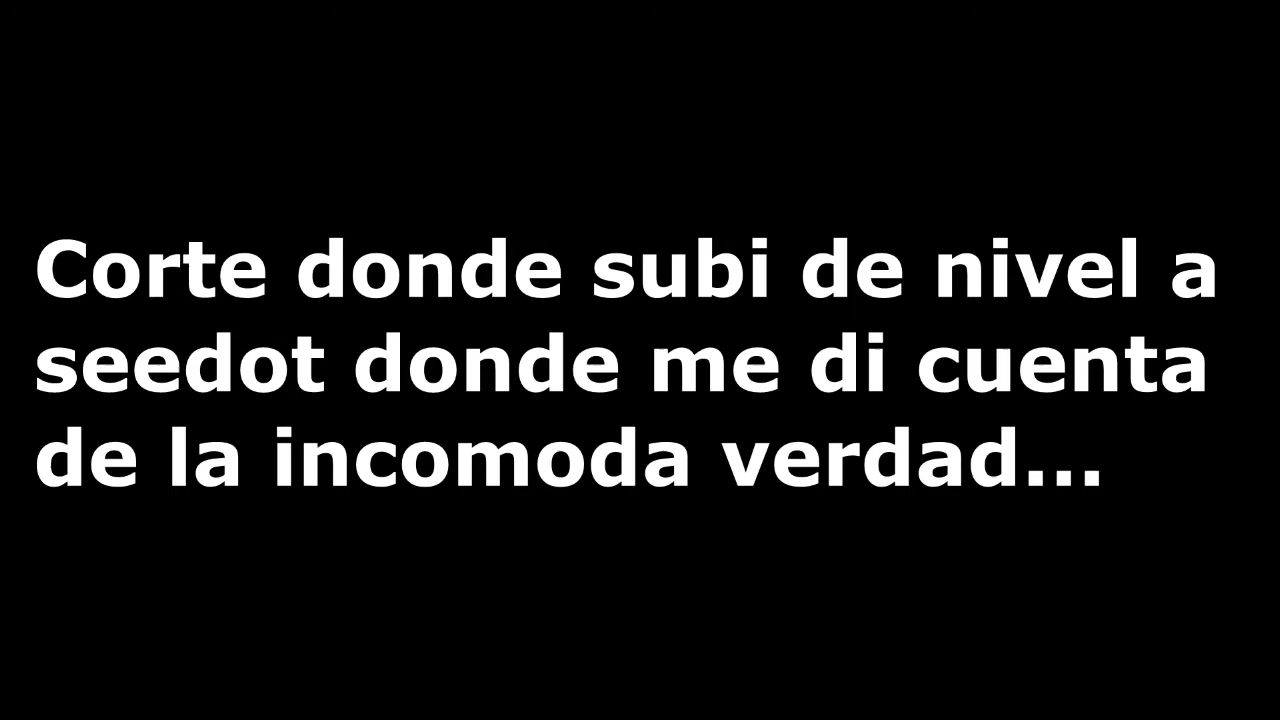 Corte donde subi de nivel a
seedot donde me di cuenta
de la incomoda verdad...